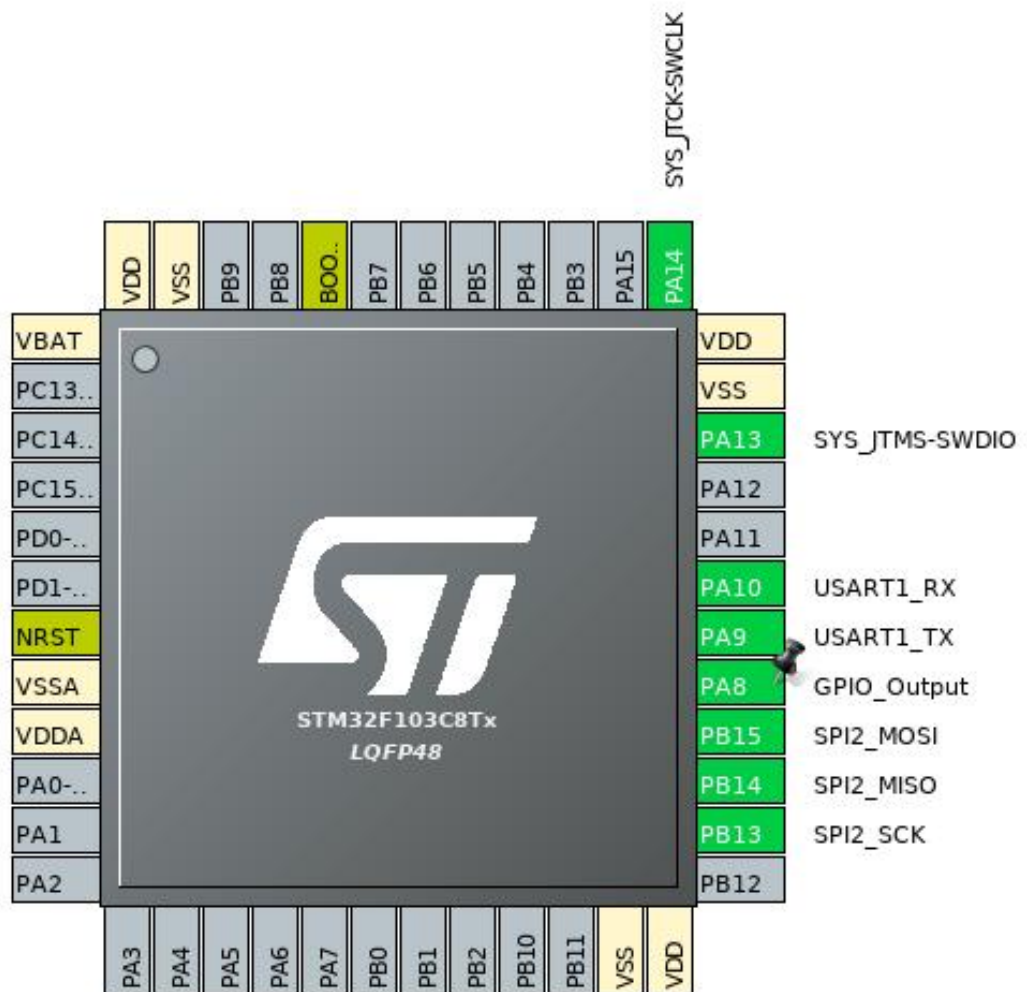 SYS_JTCK-SWCLK
VDD
VSS
PB9
PB8
BOO..
PB7
PB6
PB5
PB4
PB3
PA15
PA14
VBAT
PC13..
PC14..
PC15..
PD0-..
PD1-..
NRST
VSSA
VDDA
PA0-..
PA1
PA2
VDD
VSS
PA13 SYS_JTMS-SWDIO
PA12
PA11
PA10 USART1_RX
PA9 USART1_TX
PA8 GPIO_Output
PB15 SPI2_MOSI
PB14 SPI2_MISO
PB13 SPI2_SCK
PB12
ST
STM32F103C8Tx
LQFP48
PA3
PA4
PA5
PA6
PA7
PB0
PB1
PB2
PB10
PB11
VSS
VDD